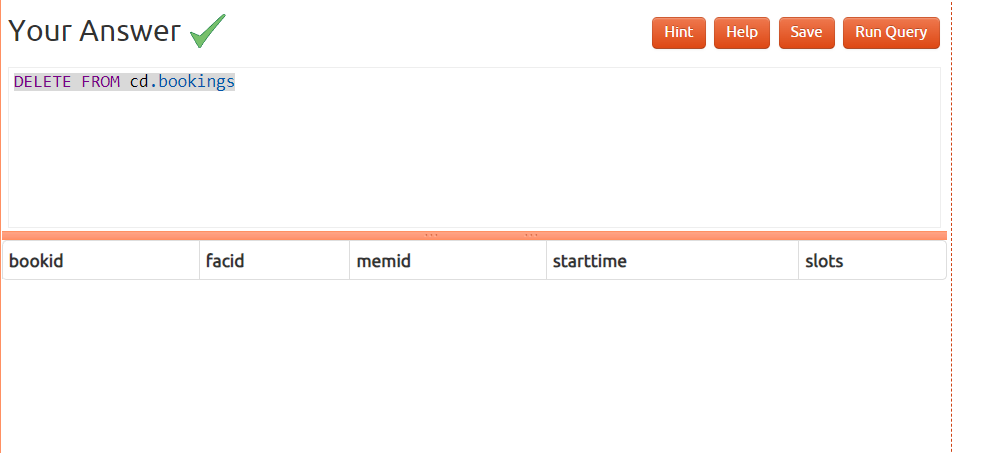 Your Answer
Hint Help Save Run Query
DELETE FROM cd.bookings
bookid facid memid starttime slots